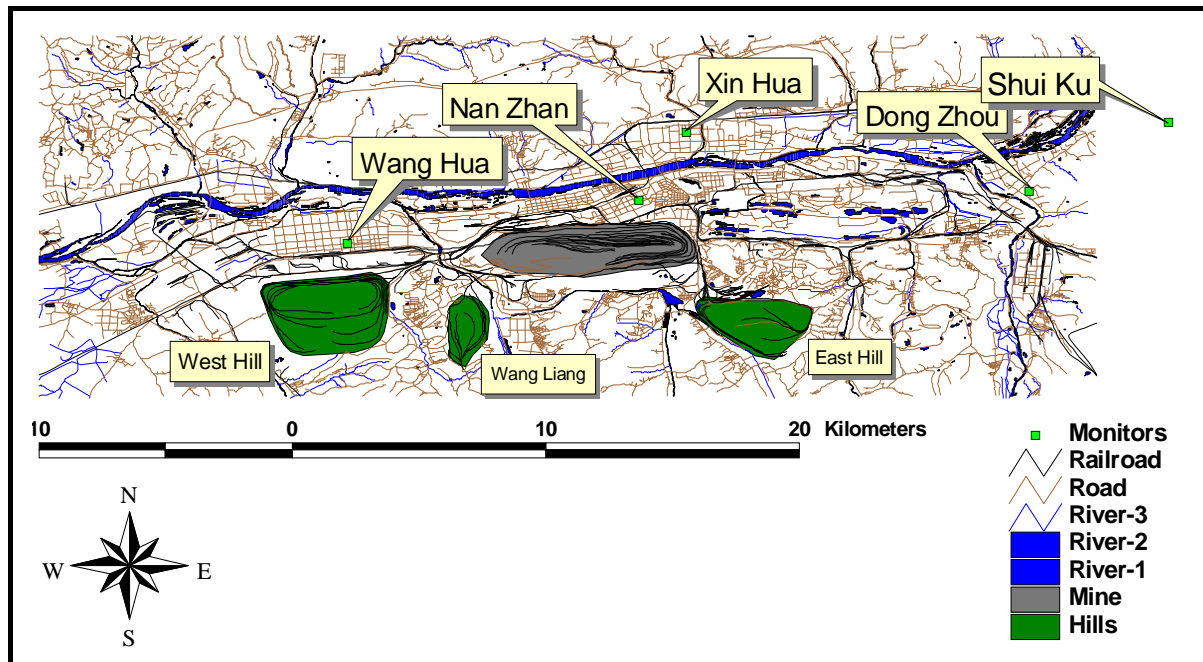 Xin Hua
Shui Ku
Nan Zhan
Dong Zhou
Wang Hua
West Hill
Wang Liang
East Hill
10 0 10 20 Kilometers
Monitors
Railroad
Road
River-3
River-2
River-1
Mine
Hills
N
W E
S